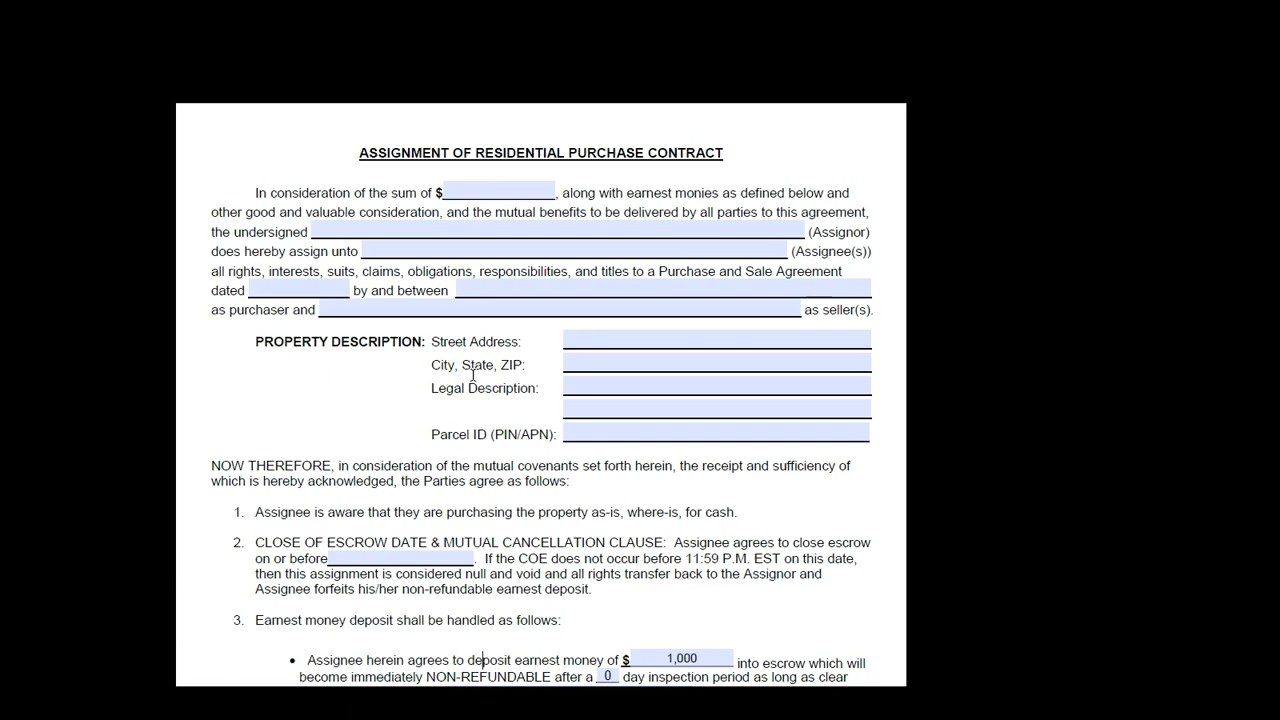 ASSIGNMENT OF RESIDENTIAL PURCHASE CONTRACT
In consideration of the sum of $ , along with earnest monies as defined below and
other good and valuable consideration, and the mutual benefits to be delivered by all parties to this agreement,
the undersigned (Assignor)
does hereby assign unto (Assignee(s))
all rights, interests, suits, claims, obligations, responsibilities, and titles to a Purchase and Sale Agreement
dated by and between
as purchaser and as seller(s).
PROPERTY DESCRIPTION: Street Address:
City, State, ZIP:
Legal Description:
Parcel ID (PIN/APN):
NOW THEREFORE, in consideration of the mutual covenants set forth herein, the receipt and sufficiency of
which is hereby acknowledged, the Parties agree as follows:
1. Assignee is aware that they are purchasing the property as-is, where-is, for cash.
2. CLOSE OF ESCROW DATE & MUTUAL CANCELLATION CLAUSE: Assignee agrees to close escrow
on or before . If the COE does not occur before 11:59 P.M. EST on this date,
then this assignment is considered null and void and all rights transfer back to the Assignor and
Assignee forfeits his/her non-refundable earnest deposit.
3. Earnest money deposit shall be handled as follows:
• Assignee herein agrees to deposit earnest money of $ 1,000 into escrow which will
become immediately NON-REFUNDABLE after a 0 day inspection period as long as clear